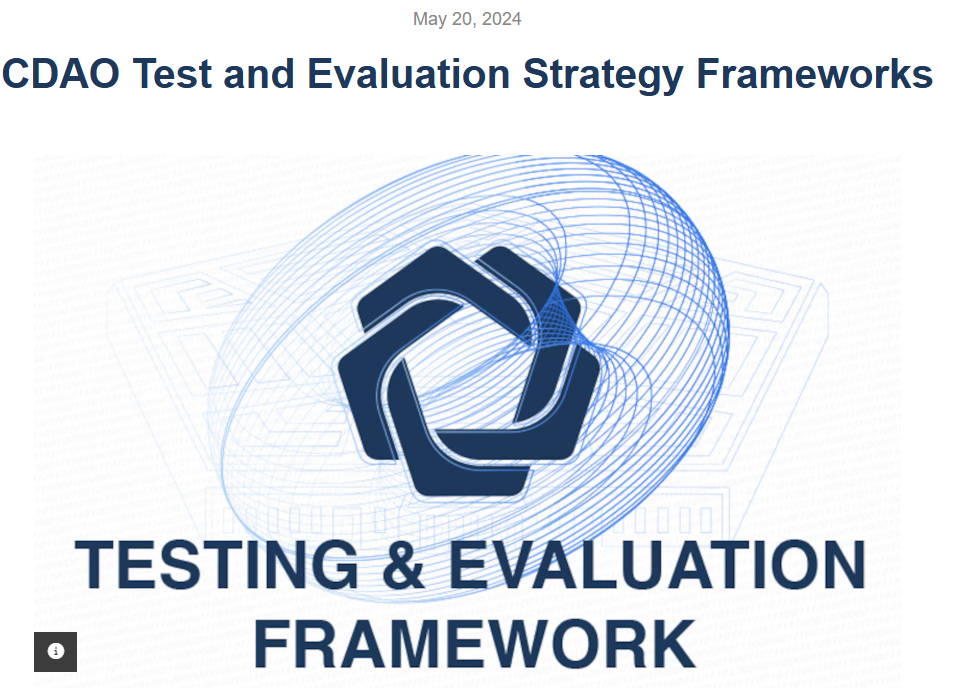 May 20, 2024
CDAO Test and Evaluation Strategy Frameworks
TESTING & EVALUATION
FRAMEWORK